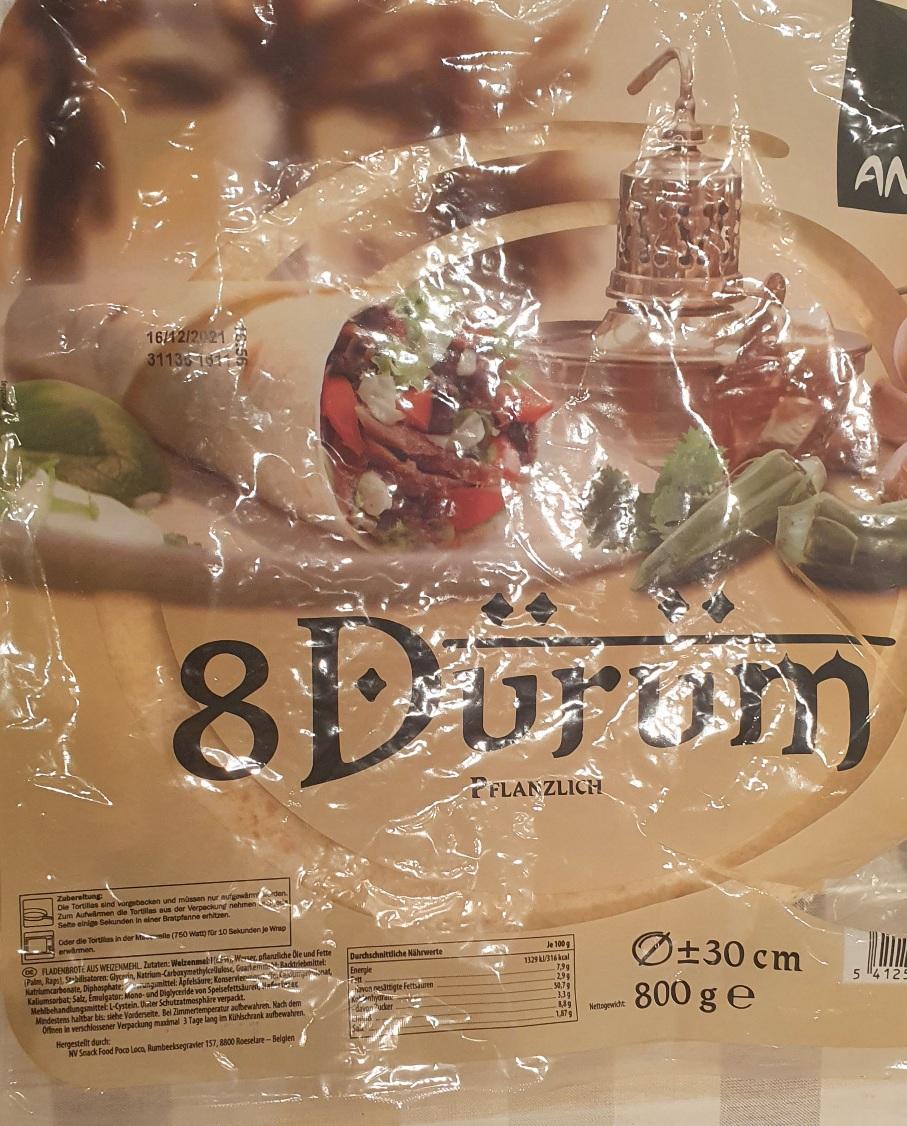 AN
16/12/2021
8 Dürüm
PFLANZLICH
Zubereitung:
Die Tortillas sind vorgebacken und müssen nur aufgewärmt werden.
Zum Aufwärmen die Tortillas aus der Verpackung nehmen
Seite einige Sekunden in einer Bratpfanne erhitzen.
Oder die Tortillas in der (750 Watt) für 10 Sekunden je Wrap
erwärmen.
DE FLADENBROTE AUS WEIZENMEHL. Zutaten: Weizenmehl Wasser, pflanzliche Öle und Fette
(Palm, Raps), Stabilisatoren: Glycerin, Natrium-Carboxymethylcellulose, Backtriebmittel:
Natriumcarbonate, Diphosphate; Säuerungsmittel: Äpfelsäure; Konservierungsmittel:
Kaliumsorbat; Salz, Emulgator: Mono- und Diglyceride von Speisefettsäuren,
Mehlbehandlungsmittel: L-Cystein. Unter Schutzatmosphäre verpackt.
Mindestens haltbar bis: siehe Vorderseite. Bei Zimmertemperatur aufbewahren. Nach dem
Öffnen in verschlossener Verpackung maximal 3 Tage lang im Kühlschrank aufbewahren.
Hergestellt durch:
NV Snack Food Poco Loco, Rumbeeksegravier 157, 8800 Roeselare – Belgien
Durchschnittliche Nährwerte Je 100 g
Energie 1329 kJ/316 kcal
Fett 7,9 g
davon gesättigte Fettsäuren
50,7 g
3,3 g
8,8 g
1,87 g
Ø±30 cm
Nettogewicht: 800 g e
5 4125